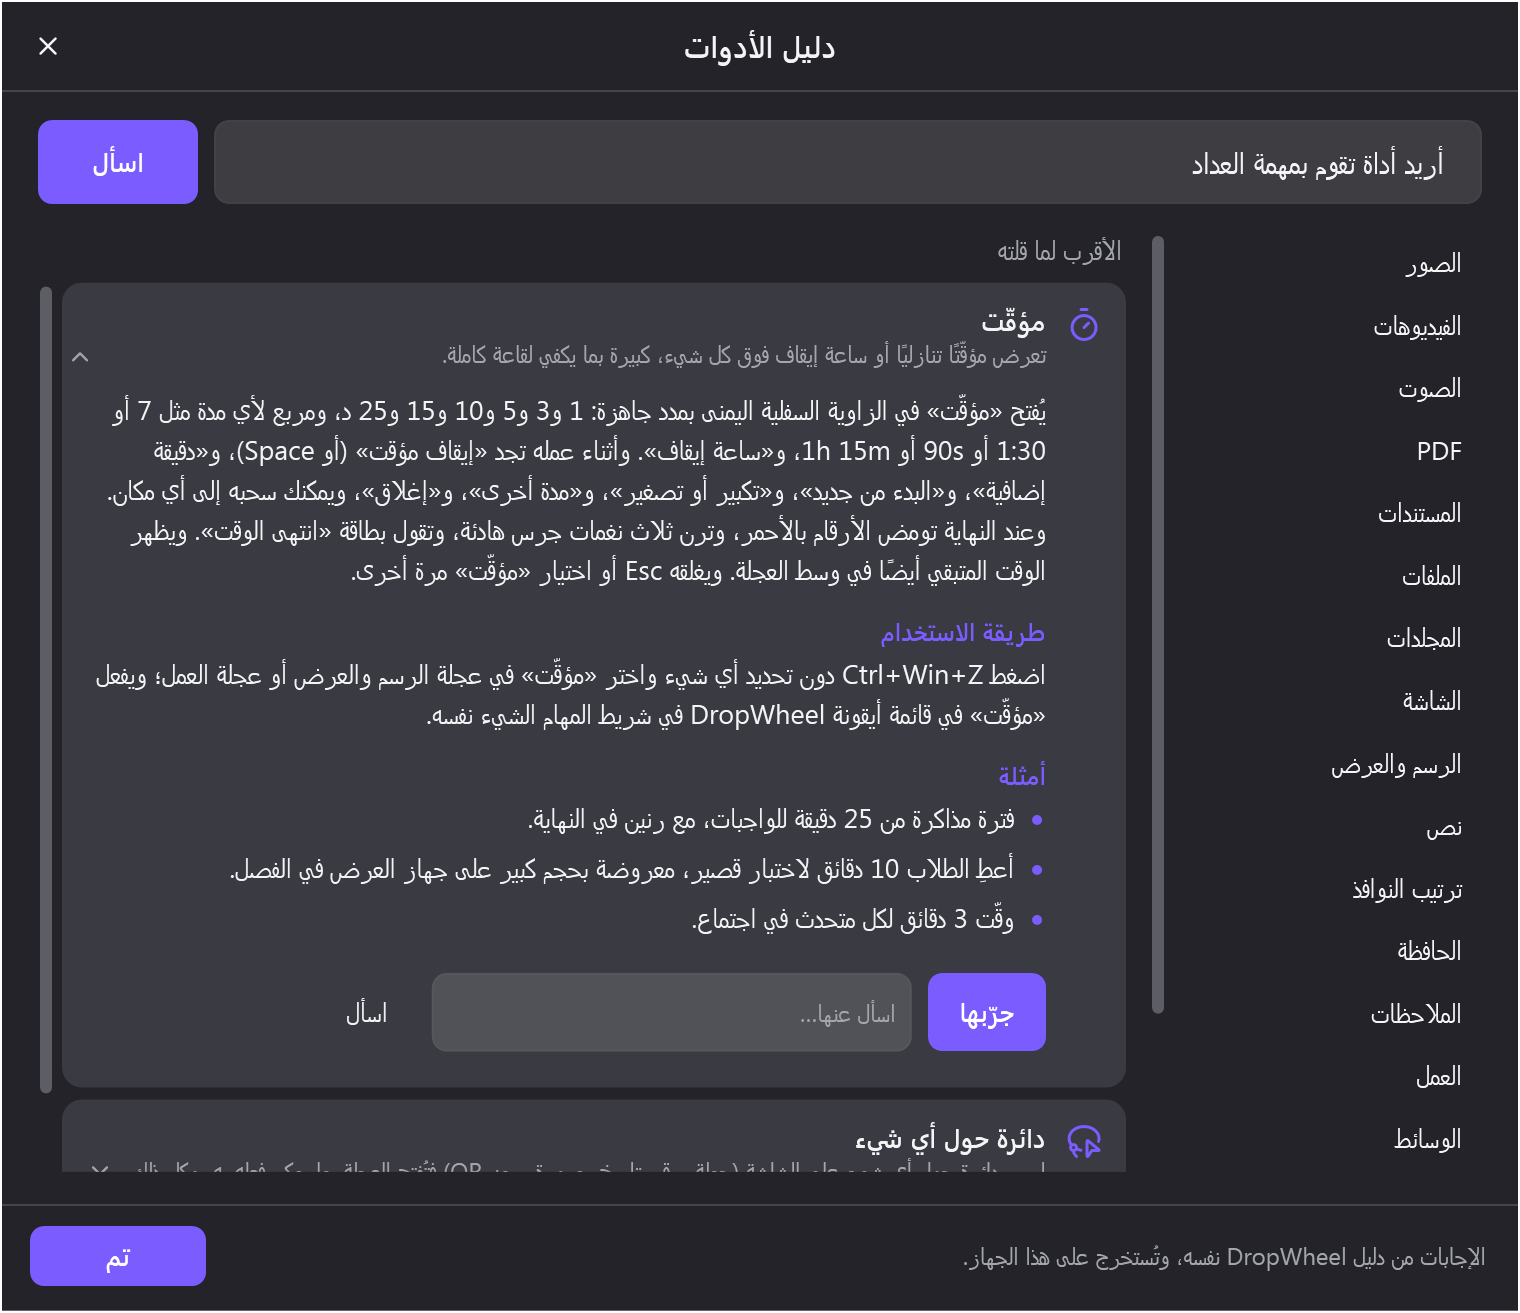 دليل الأدوات
أريد أداة تقوم بمهمة العداد
اسأل
الصور
الفيديوهات
الصوت
PDF
المستندات
الملفات
المجلدات
الشاشة
الرسم والعرض
نص
ترتيب النوافذ
الحافظة
الملاحظات
العمل
الوسائط
الأقرب لما قلته
مؤقّت
تعرض مؤقّتًا تنازليًا أو ساعة إيقاف فوق كل شيء، كبيرة بما يكفي لقاعة كاملة.
يُفتح «مؤقّت» في الزاوية السفلية اليمنى بمدد جاهزة: 1 و3 و5 و10 و15 و25 د، ومربع لأي مدة مثل 7 أو
1:30 أو 90s أو 1h 15m، و«ساعة إيقاف». وأثناء عمله تجد «إيقاف مؤقت» (أو Space)، و«دقيقة
إضافية»، و«البدء من جديد»، و«تكبير أو تصغير»، و«مدة أخرى»، و«إغلاق»، ويمكنك سحبه إلى أي مكان.
وعند النهاية تومض الأرقام بالأحمر، وترن ثلاث نغمات جرس هادئة، وتقول بطاقة «انتهى الوقت». ويظهر
الوقت المتبقي أيضًا في وسط العجلة. ويغلقه Esc أو اختيار «مؤقّت» مرة أخرى.
طريقة الاستخدام
اضغط Ctrl+Win+Z دون تحديد أي شيء واختر «مؤقّت» في عجلة الرسم والعرض أو عجلة العمل؛ ويفعل
«مؤقّت» في قائمة أيقونة DropWheel في شريط المهام الشيء نفسه.
أمثلة
فترة مذاكرة من 25 دقيقة للواجبات، مع رنين في النهاية.
أعطِ الطلاب 10 دقائق لاختبار قصير، معروضة بحجم كبير على جهاز العرض في الفصل.
وقّت 3 دقائق لكل متحدث في اجتماع.
جرّبها
اسأل عنها...
اسأل
دائرة حول أي شيء
الإجابات من دليل DropWheel نفسه، وتُستخرج على هذا الجهاز.
تم